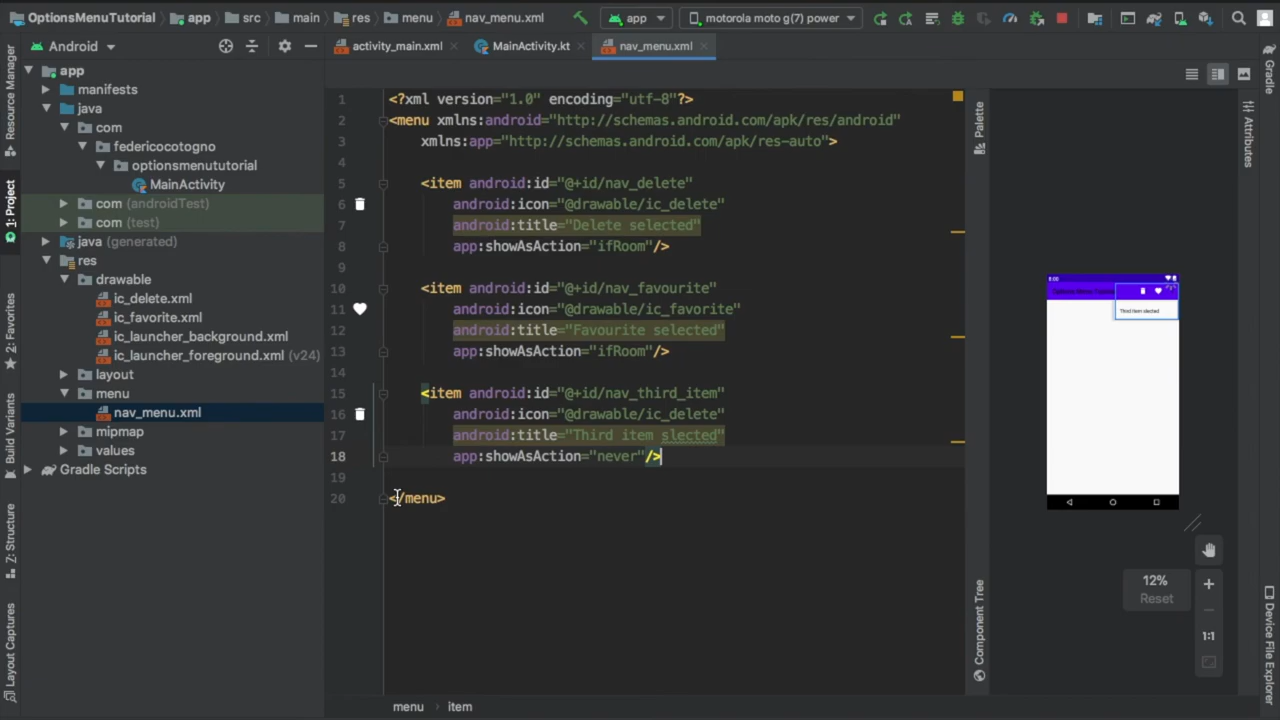 OptionsMenuTutorial
app
src
main
res
menu
nav_menu.xml
app
motorola moto g(7) power
Android
activity_main.xml
MainActivity.kt
nav_menu.xml
Resource Manager
1: Project
2: Favorites
Build Variants
Z: Structure
Layout Captures
app
manifests
java
com
federicocotogno
optionsmenututorial
MainActivity
com (androidTest)
com (test)
java (generated)
res
drawable
ic_delete.xml
ic_favorite.xml
ic_launcher_background.xml
ic_launcher_foreground.xml (v24)
layout
menu
nav_menu.xml
mipmap
values
Gradle Scripts
1 <?xml version="1.0" encoding="utf-8"?>
2 <menu xmlns:android="http://schemas.android.com/apk/res/android"
3 xmlns:app="http://schemas.android.com/apk/res-auto">
4
5 <item android:id="@+id/nav_delete"
6 android:icon="@drawable/ic_delete"
7 android:title="Delete selected"
8 app:showAsAction="ifRoom"/>
9
10 <item android:id="@+id/nav_favourite"
11 android:icon="@drawable/ic_favorite"
12 android:title="Favourite selected"
13 app:showAsAction="ifRoom"/>
14
15 <item android:id="@+id/nav_third_item"
16 android:icon="@drawable/ic_delete"
17 android:title="Third item slected"
18 app:showAsAction="never"/>
19
20 </menu>
menu
item
Palette
Component Tree
Third item slected
12%
Reset
1:1
Gradle
Attributes
Device File Explorer